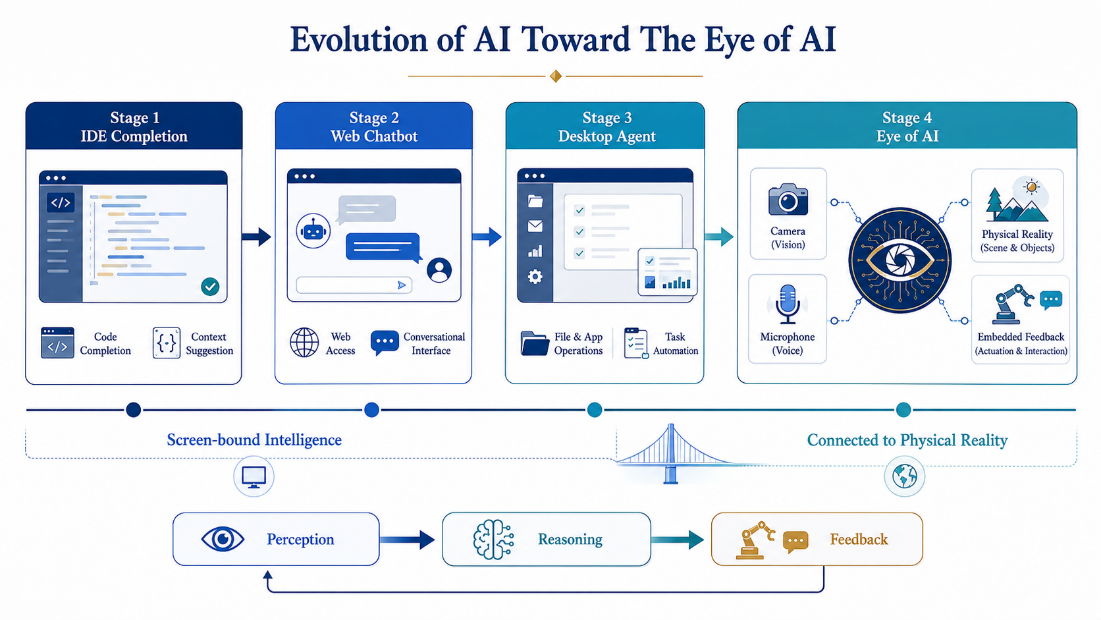 Evolution of AI Toward The Eye of AI
Stage 1
IDE Completion
</>
</>
Code
Completion
{·}
Context
Suggestion
Stage 2
Web Chatbot
Web
Access
Conversational
Interface
Stage 3
Desktop Agent
File & App
Operations
Task
Automation
Stage 4
Eye of AI
Camera
(Vision)
Microphone
(Voice)
Physical Reality
(Scene & Objects)
Embedded Feedback
(Actuation & Interaction)
Screen-bound Intelligence
Connected to Physical Reality
Perception
Reasoning
Feedback